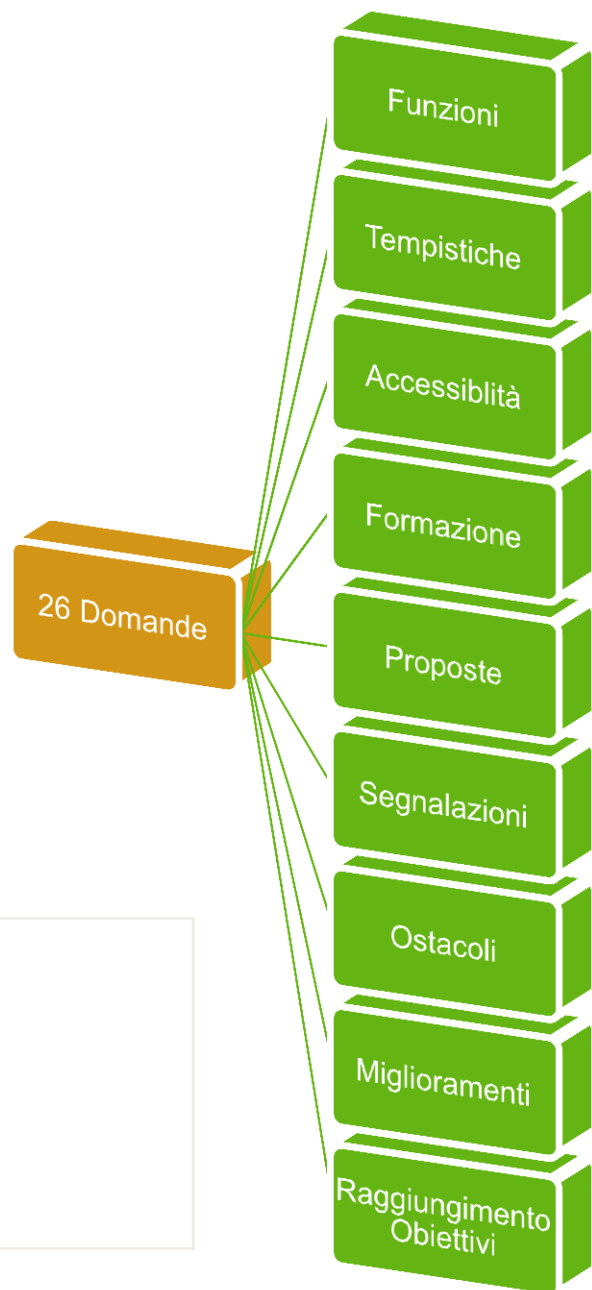 Funzioni
Tempistiche
Accessiblità
Formazione
26 Domande
Proposte
Segnalazioni
Ostacoli
Miglioramenti
Raggiungimento
Obiettivi